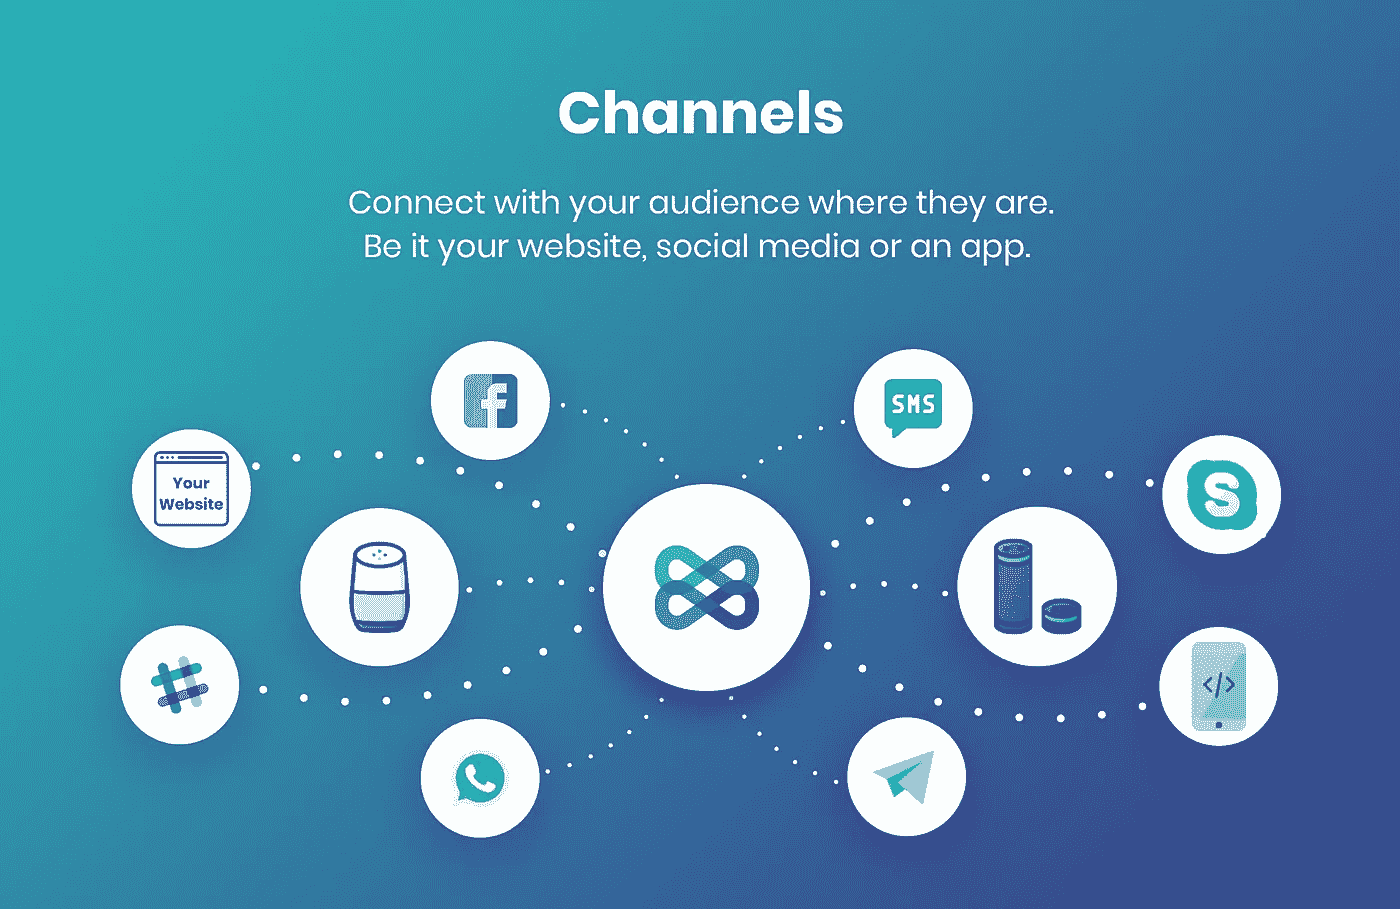 Channels
Connect with your audience where they are.
Be it your website, social media or an app.
f
SMS
Your
Website
S
</>